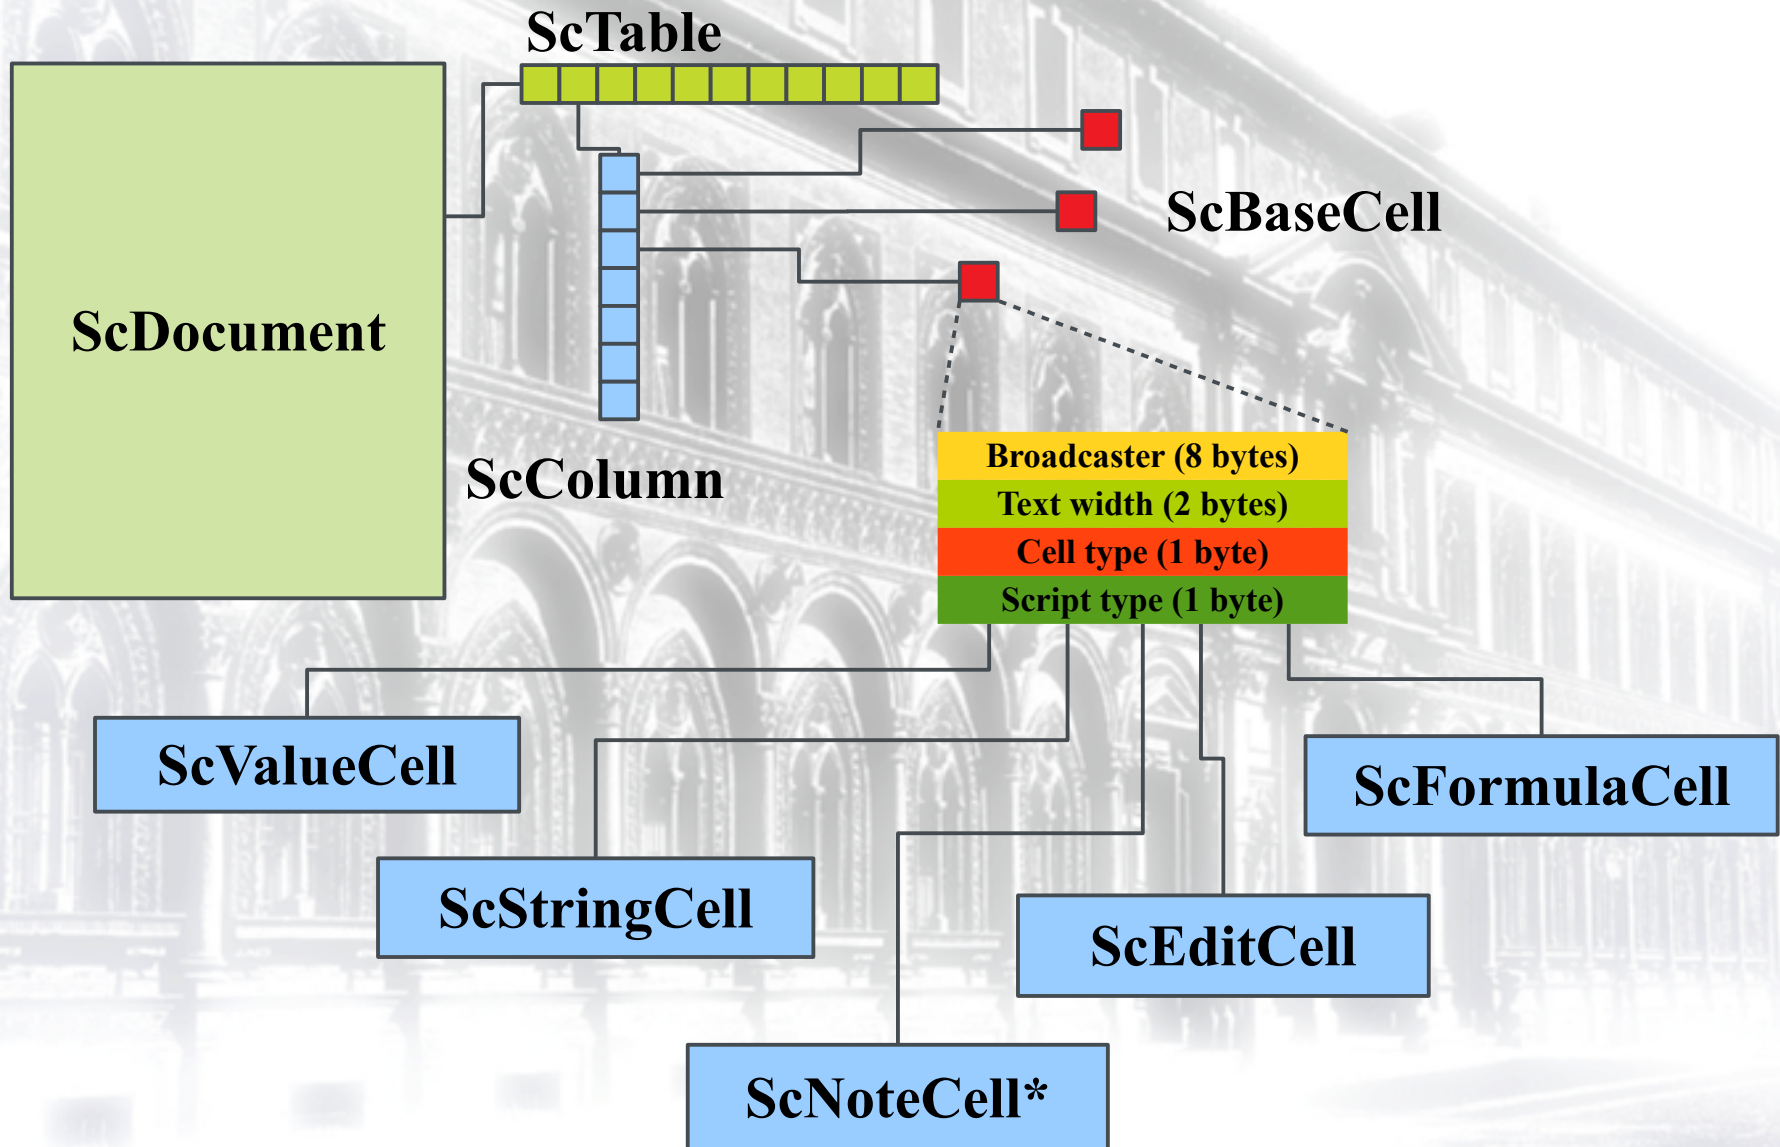 ScTable
ScBaseCell
ScDocument
ScColumn
Broadcaster (8 bytes)
Text width (2 bytes)
Cell type (1 byte)
Script type (1 byte)
ScValueCell
ScFormulaCell
ScStringCell
ScEditCell
ScNoteCell*